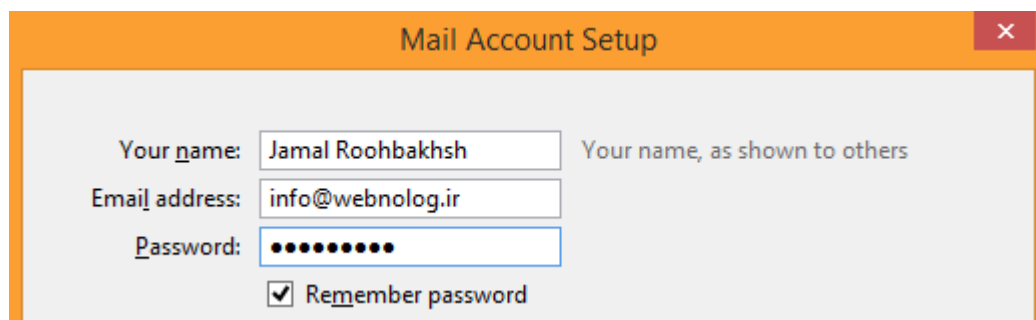 Mail Account Setup
Your name: Jamal Roohbakhsh Your name, as shown to others
Email address: info@webnolog.ir
Password: •••••••••
Remember password